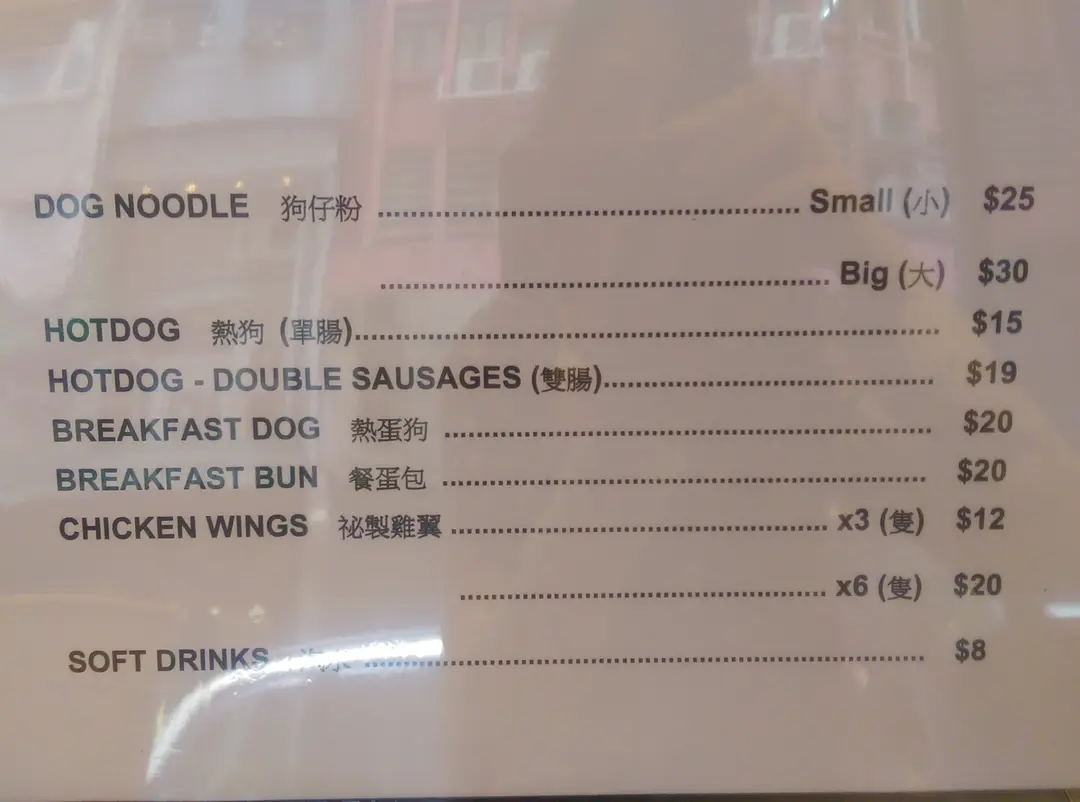 DOG NOODLE 狗仔粉 ........................................ Small (小) $25
........................................ Big (大) $30
HOTDOG 熱狗 (單腸)........................................ $15
HOTDOG - DOUBLE SAUSAGES (雙腸)........................................ $19
BREAKFAST DOG 熱蛋狗 ........................................ $20
BREAKFAST BUN 餐蛋包 ........................................ $20
CHICKEN WINGS 祕製雞翼 ........................................ x3 (隻) $12
........................................ x6 (隻) $20
SOFT DRINKS ........................................ $8